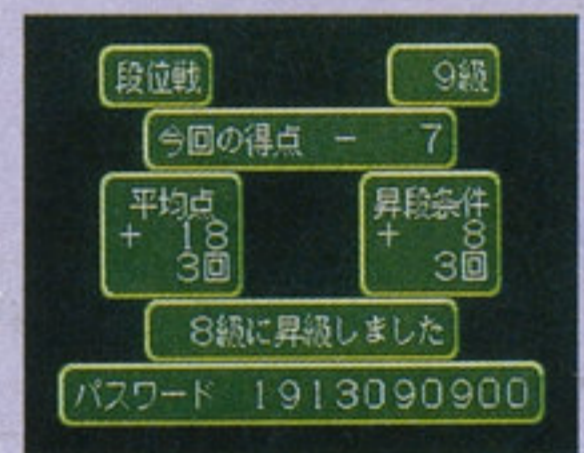 段位戦 9級
今回の得点 － 7
平均点 昇段条件
+ 18 + 8
3回 3回
8級に昇級しました
パスワード 1913090900